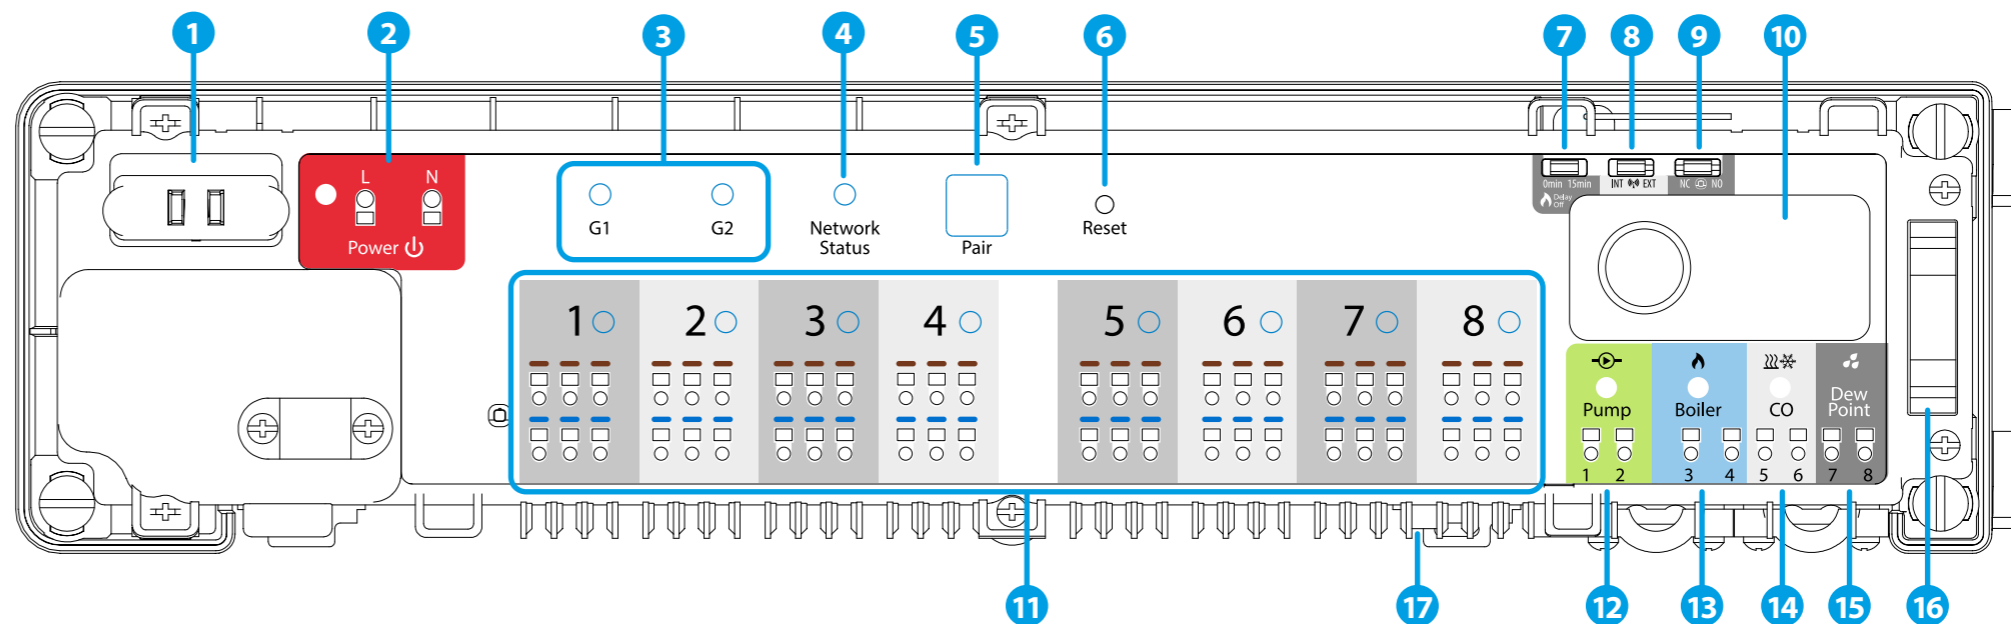 1 2 3 4 5 6 7 8 9 10
L N
Power
G1 G2
Network
Status
Pair
Reset
0min 15min
Delay
Off
INT EXT
NC NO
1 2 3 4 5 6 7 8
Pump Boiler CO Dew
Point
1 2 3 4 5 6 7 8
11 17 12 13 14 15 16